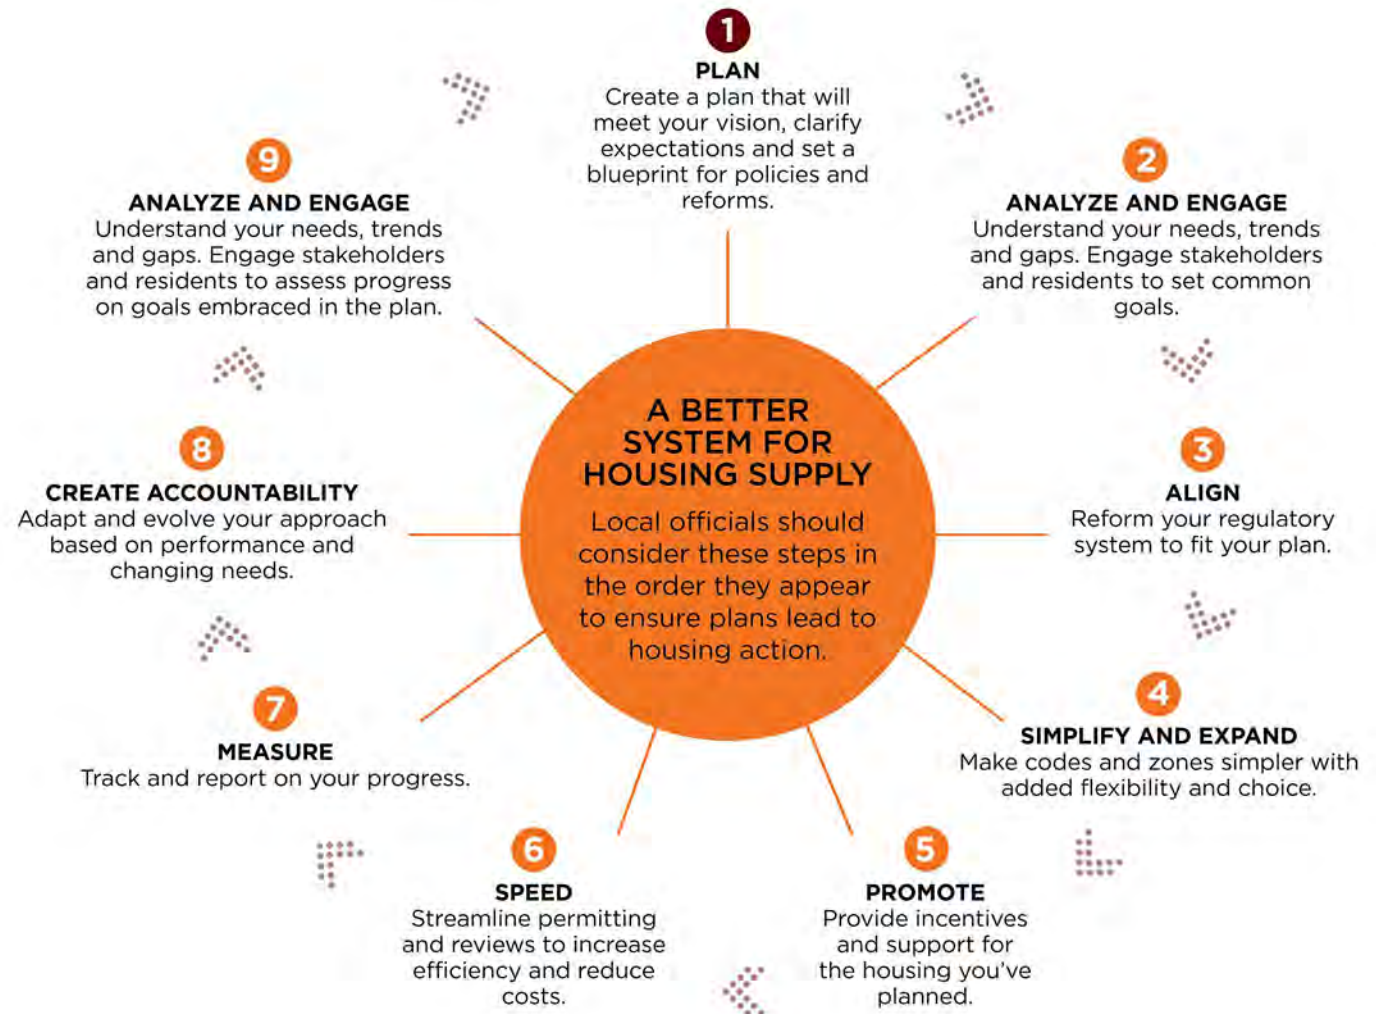 1
PLAN
Create a plan that will
meet your vision, clarify
expectations and set a
blueprint for policies and
reforms.
2
ANALYZE AND ENGAGE
Understand your needs, trends
and gaps. Engage stakeholders
and residents to set common
goals.
3
ALIGN
Reform your regulatory
system to fit your plan.
4
SIMPLIFY AND EXPAND
Make codes and zones simpler with
added flexibility and choice.
5
PROMOTE
Provide incentives
and support for
the housing you’ve
planned.
6
SPEED
Streamline permitting
and reviews to increase
efficiency and reduce
costs.
7
MEASURE
Track and report on your progress.
8
CREATE ACCOUNTABILITY
Adapt and evolve your approach
based on performance and
changing needs.
9
ANALYZE AND ENGAGE
Understand your needs, trends
and gaps. Engage stakeholders
and residents to assess progress
on goals embraced in the plan.
A BETTER
SYSTEM FOR
HOUSING SUPPLY
Local officials should
consider these steps in
the order they appear
to ensure plans lead to
housing action.